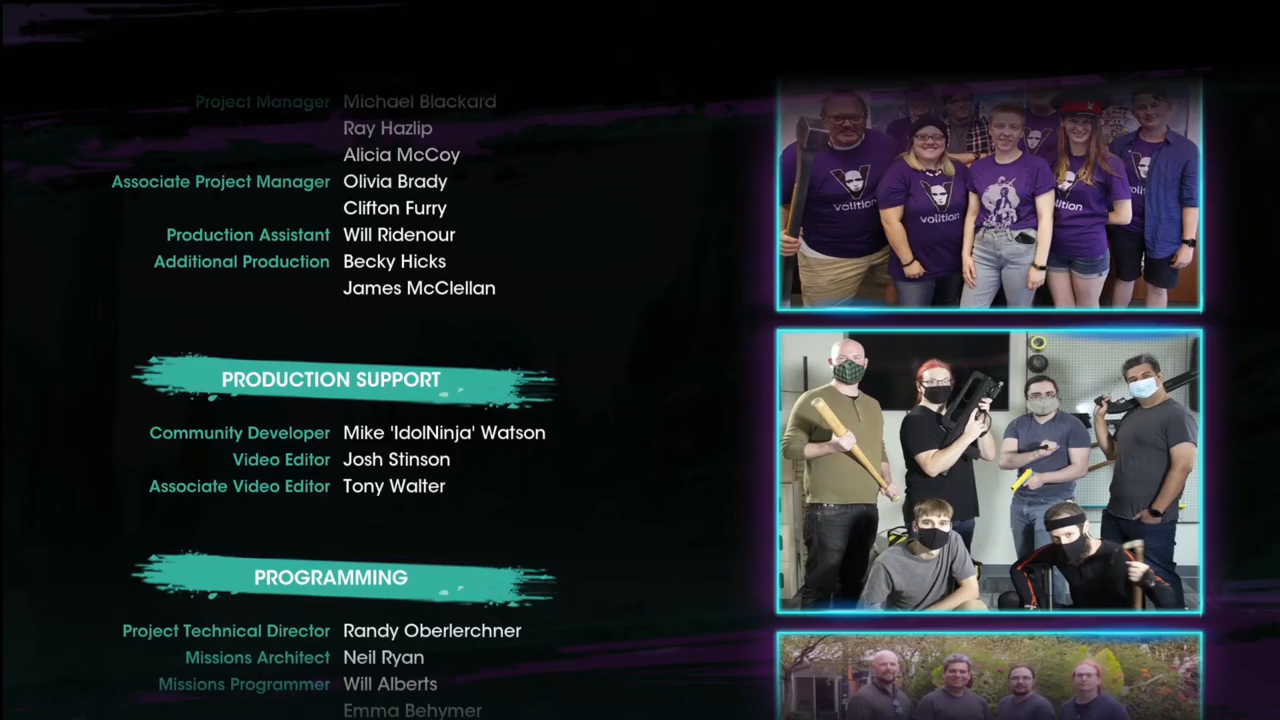 Project Manager Michael Blackard
Ray Hazlip
Alicia McCoy
Associate Project Manager Olivia Brady
Clifton Furry
Production Assistant Will Ridenour
Additional Production Becky Hicks
James McClellan
PRODUCTION SUPPORT
Community Developer Mike 'IdolNinja' Watson
Video Editor Josh Stinson
Associate Video Editor Tony Walter
PROGRAMMING
Project Technical Director Randy Oberlerchner
Missions Architect Neil Ryan
Missions Programmer Will Alberts
Emma Behymer
volition
volition